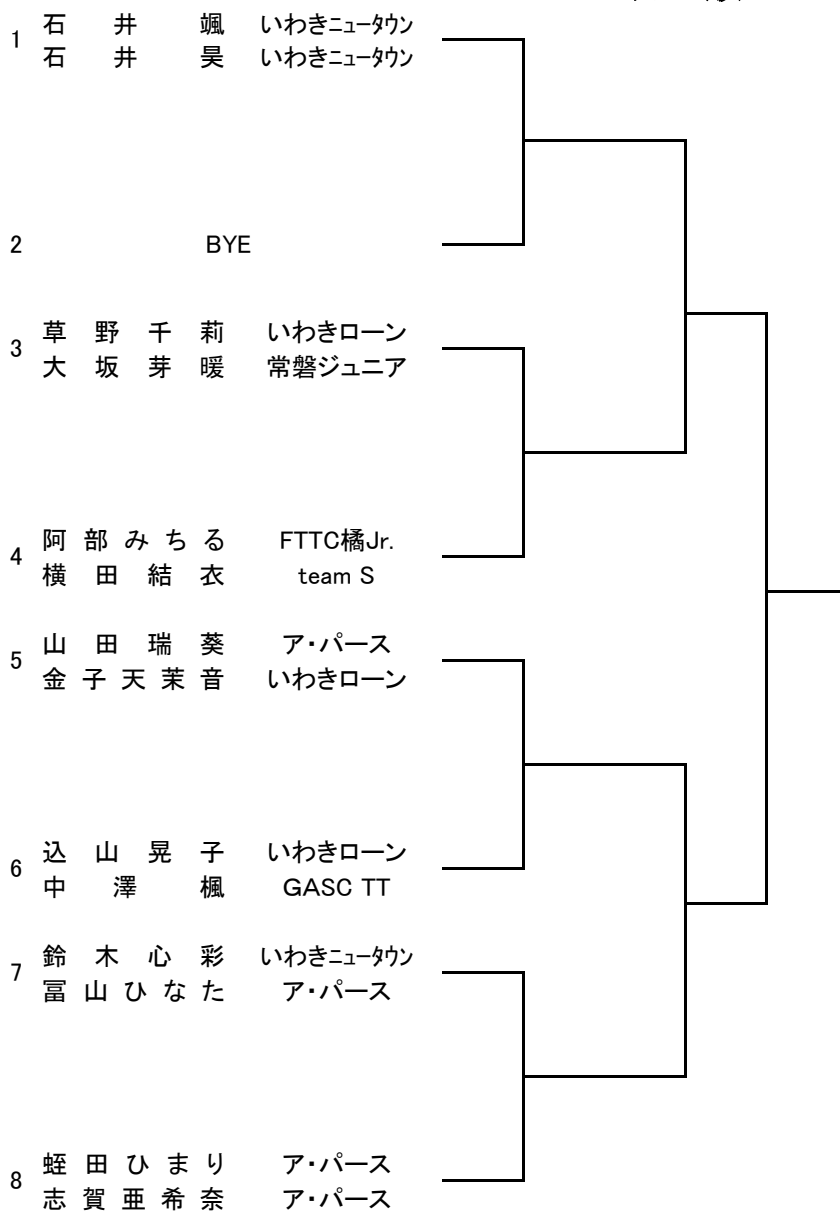 1 石井颯 いわきニュータウン
石井昊 いわきニュータウン
2 BYE
3 草野千莉 いわきローン
大坂芽暖 常磐ジュニア
4 阿部みちる FTTC橘Jr.
横田結衣 team S
5 山田瑞葵 ア・パース
金子天茉音 いわきローン
6 込山晃子 いわきローン
中澤楓 GASC TT
7 鈴木心彩 いわきニュータウン
冨山ひなた ア・パース
8 蛭田ひまり ア・パース
志賀亜希奈 ア・パース